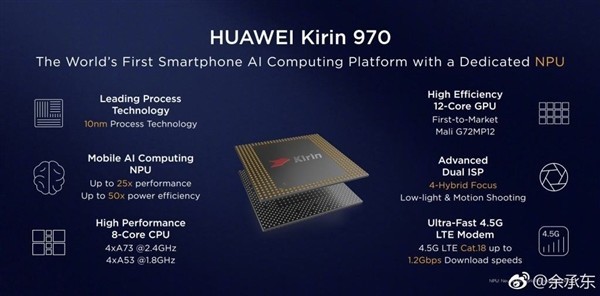 HUAWEI Kirin 970
The World's First Smartphone AI Computing Platform with a Dedicated NPU
Leading Process
Technology
10nm Process Technology
Mobile AI Computing
NPU
Up to 25x performance
Up to 50x power efficiency
High Performance
8-Core CPU
4xA73 @2.4GHz
4xA53 @1.8GHz
Kirin
High Efficiency
12-Core GPU
First-to-Market
Mali G72MP12
Advanced
Dual ISP
4-Hybrid Focus
Low-light & Motion Shooting
Ultra-Fast 4.5G
LTE Modem
4.5G LTE Cat.18 up to
1.2Gbps Download speeds
4.5G
NPU:
@余承东